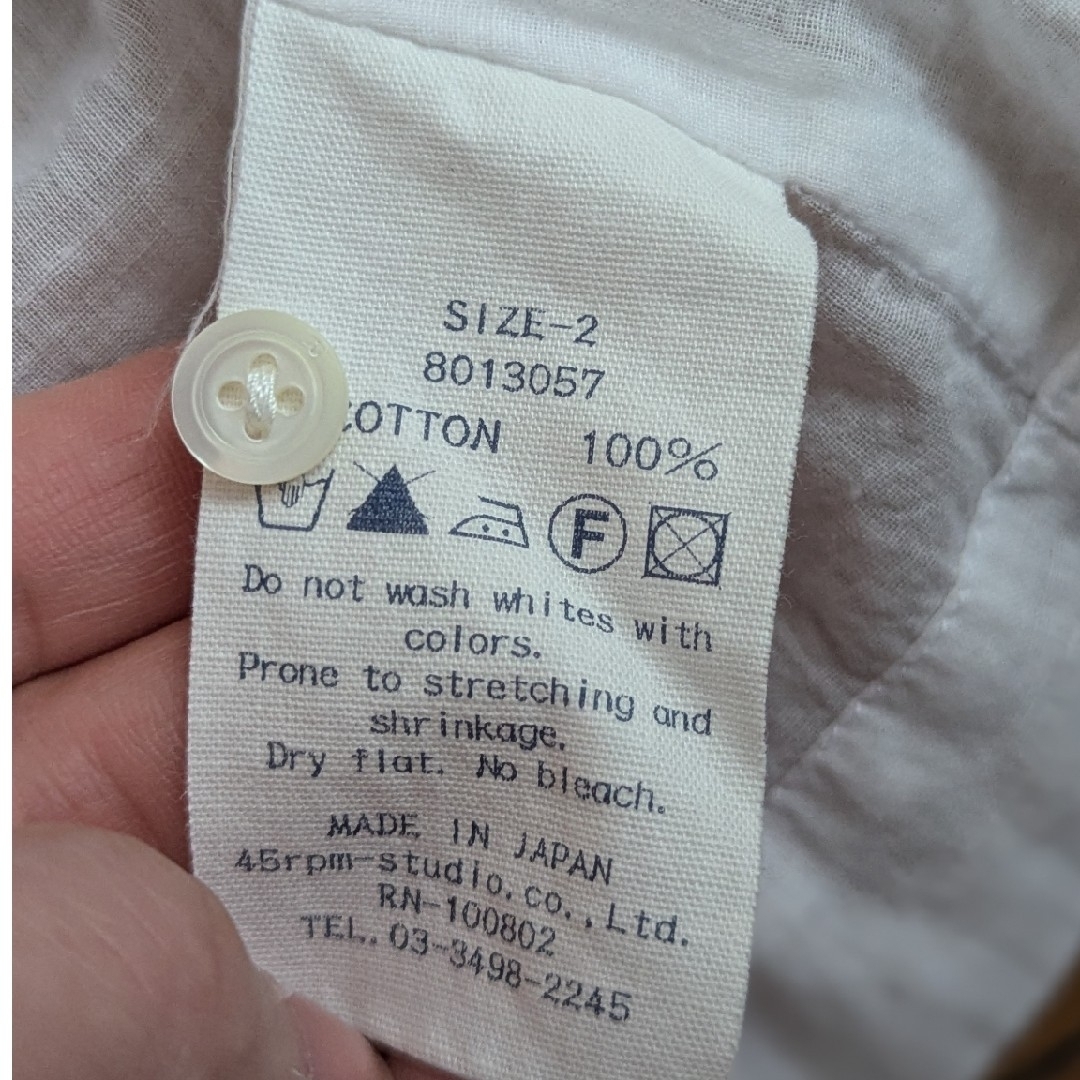 SIZE-2
8013057
COTTON 100%
F
Do not wash whites with
colors.
Prone to stretching and
shrinkage.
Dry flat. No bleach.
MADE IN JAPAN
45rpm-studio.co.,Ltd.
RN-100802
TEL.03-3498-2245